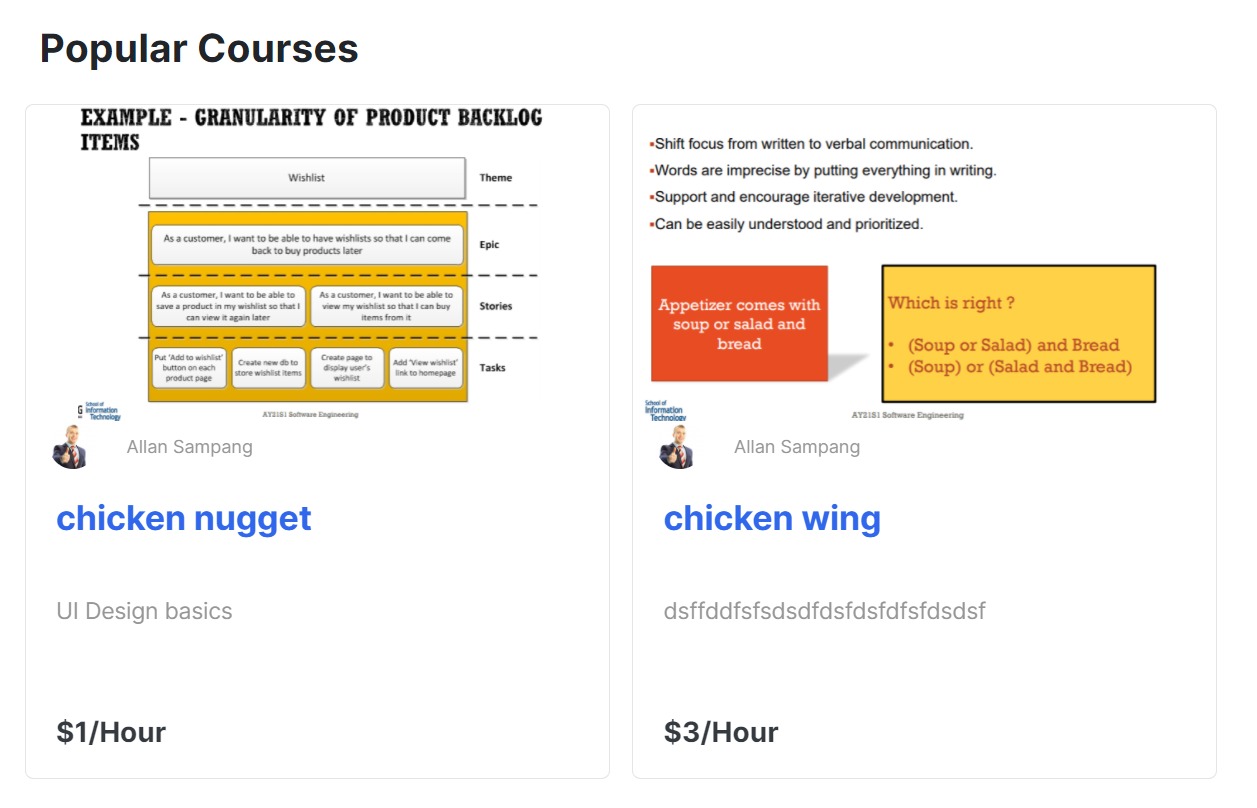 Popular Courses
EXAMPLE - GRANULARITY OF PRODUCT BACKLOG
ITEMS
Wishlist
Theme
As a customer, I want to be able to have wishlists so that I can come
back to buy products later
Epic
As a customer, I want to be able to
save a product in my wishlist so that I
can view it again later
As a customer, I want to be able to
view my wishlist so that I can buy
items from it
Stories
Put 'Add to wishlist'
button on each
product page
Create new db to
store wishlist items
Create page to
display user's
wishlist
Add 'View wishlist'
link to homepage
Tasks
School of
Information
Technology
AY21S1 Software Engineering
Allan Sampang
chicken nugget
UI Design basics
$1/Hour
▪Shift focus from written to verbal communication.
▪Words are imprecise by putting everything in writing.
▪Support and encourage iterative development.
▪Can be easily understood and prioritized.
Appetizer comes with
soup or salad and
bread
Which is right ?
• (Soup or Salad) and Bread
• (Soup) or (Salad and Bread)
School of
Information
Technology
AY21S1 Software Engineering
Allan Sampang
chicken wing
dsffddfsfsdsdfdsfdsfdfsfdsdsf
$3/Hour